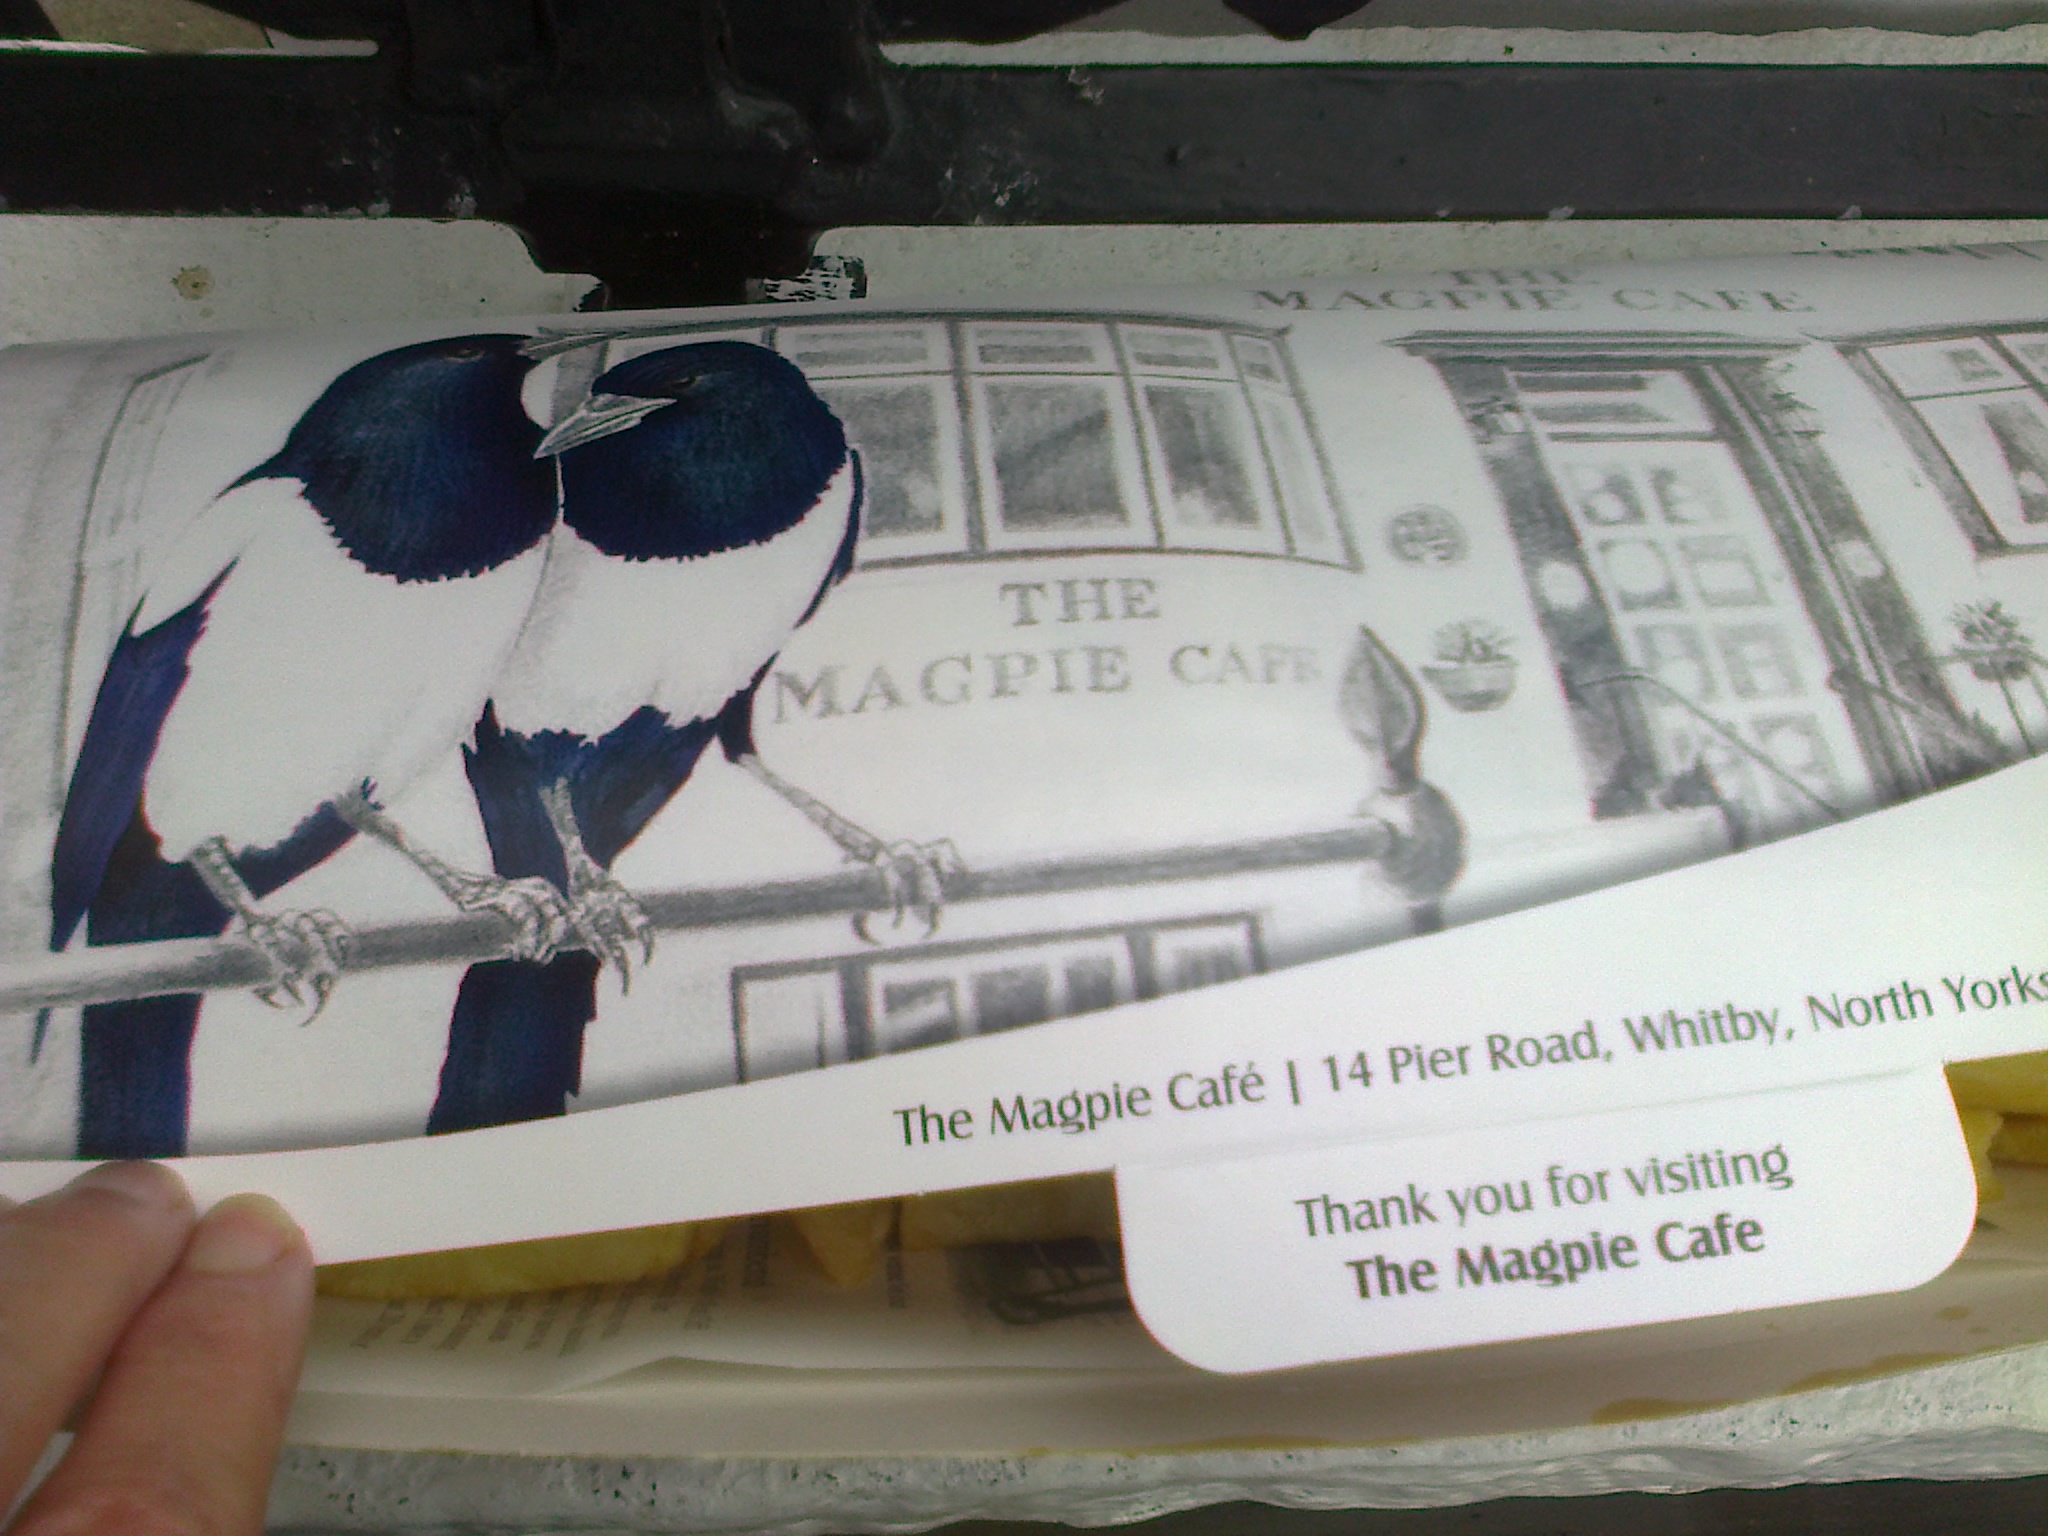 THE
MAGPIE CAFE
THE
MAGPIE CAFE
The Magpie Café | 14 Pier Road, Whitby, North Yorks
Thank you for visiting
The Magpie Cafe